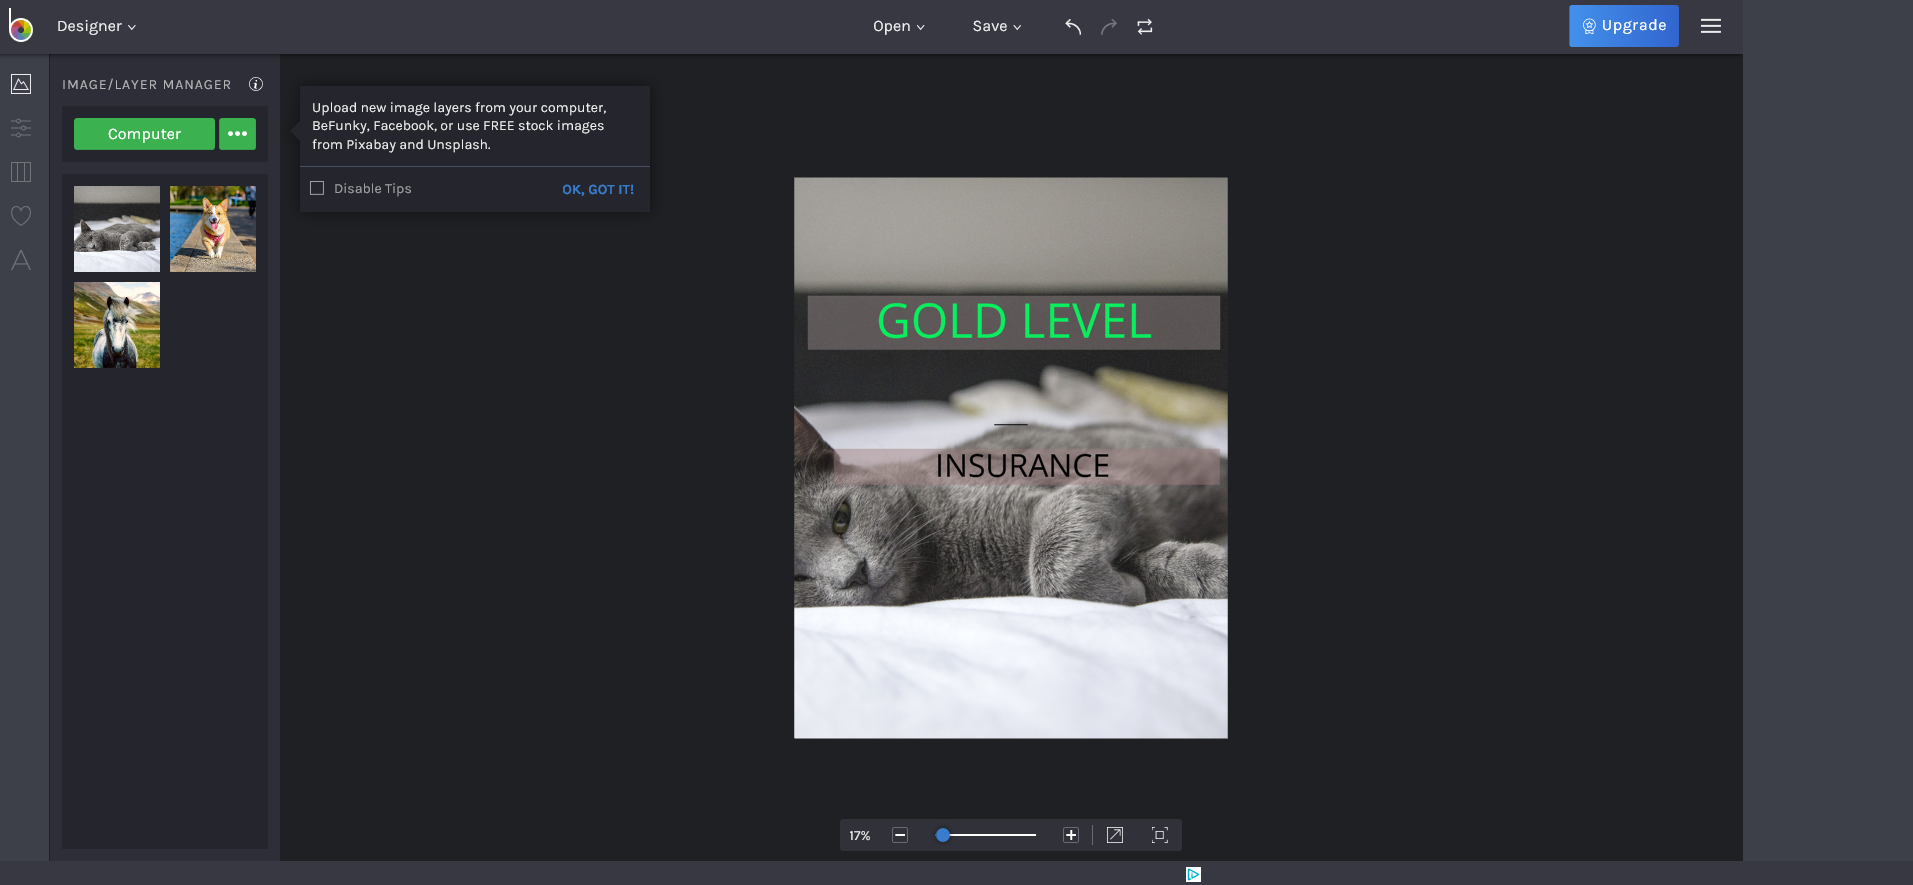 Designer
Open
Save
Upgrade
IMAGE/LAYER MANAGER
Computer
Upload new image layers from your computer,
BeFunky, Facebook, or use FREE stock images
from Pixabay and Unsplash.
Disable Tips
OK, GOT IT!
GOLD LEVEL
INSURANCE
17%